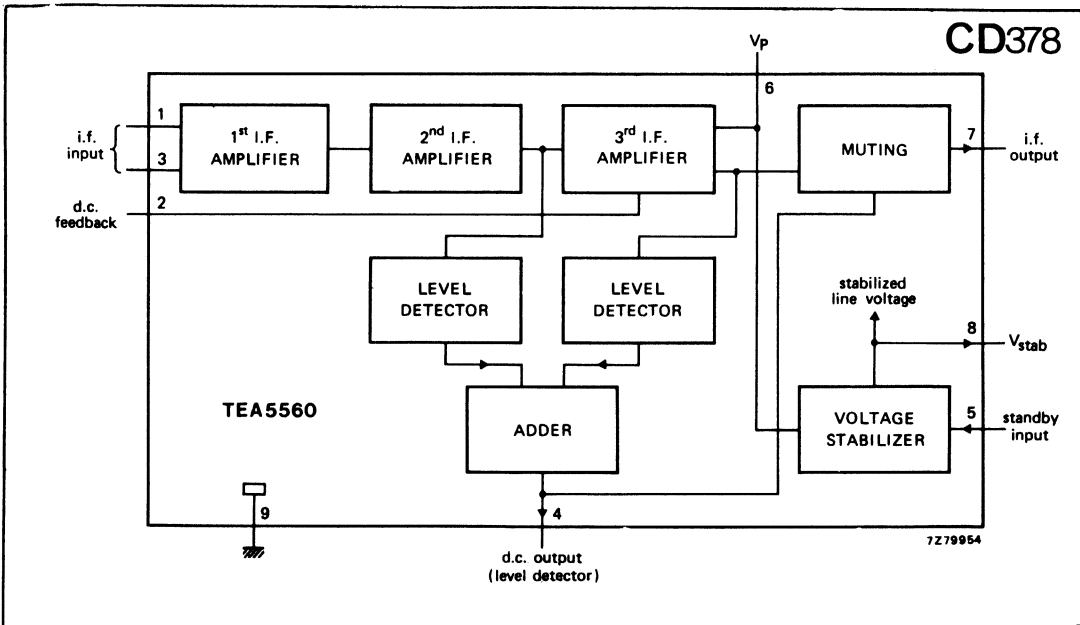 CD378
VP
6
1
i.f.
input
3
1st I.F.
AMPLIFIER
2nd I.F.
AMPLIFIER
3rd I.F.
AMPLIFIER
MUTING
7
i.f.
output
d.c.
feedback
2
LEVEL
DETECTOR
LEVEL
DETECTOR
stabilized
line voltage
8
Vstab
TEA5560
ADDER
VOLTAGE
STABILIZER
5
standby
input
9
4
7Z79954
d.c. output
(level detector)